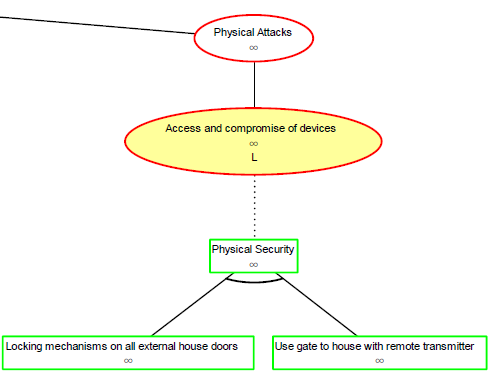 Physical Attacks
∞
Access and compromise of devices
∞
L
Physical Security
∞
Locking mechanisms on all external house doors
∞
Use gate to house with remote transmitter
∞